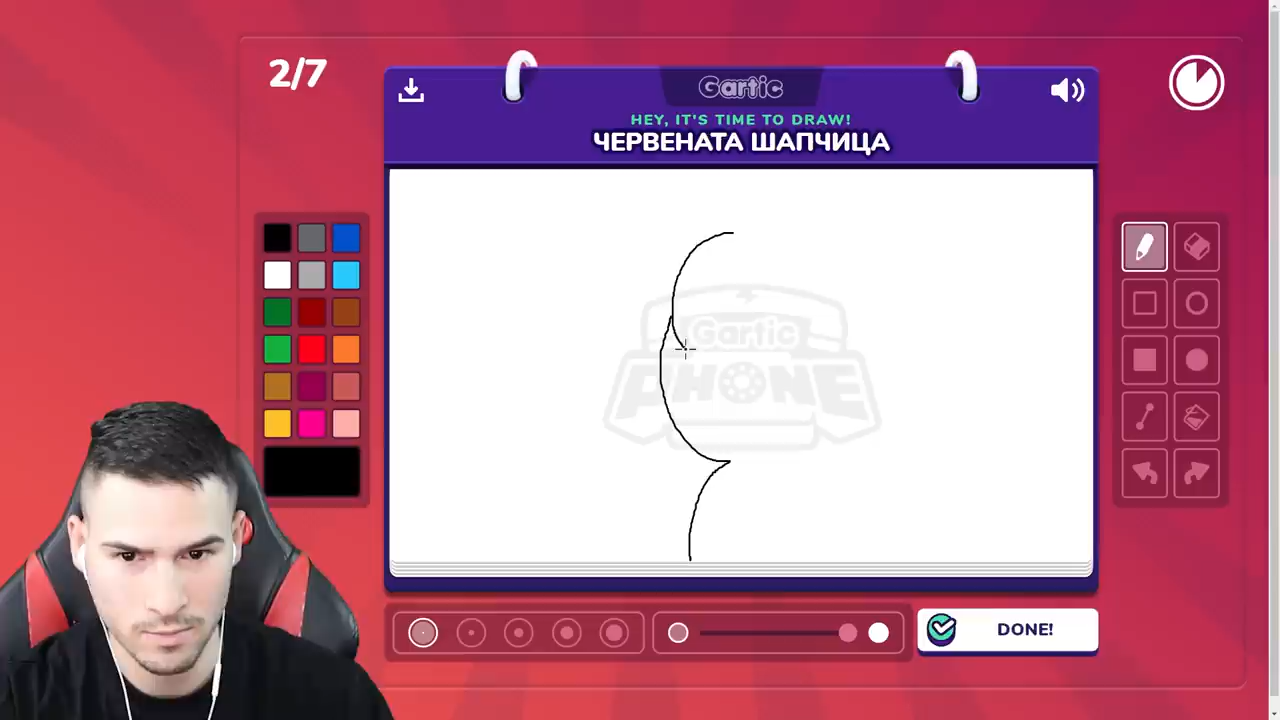 2/7
Gartic
HEY, IT'S TIME TO DRAW!
ЧЕРВЕНАТА ШАПЧИЦА
Gartic
PHONE
DONE!